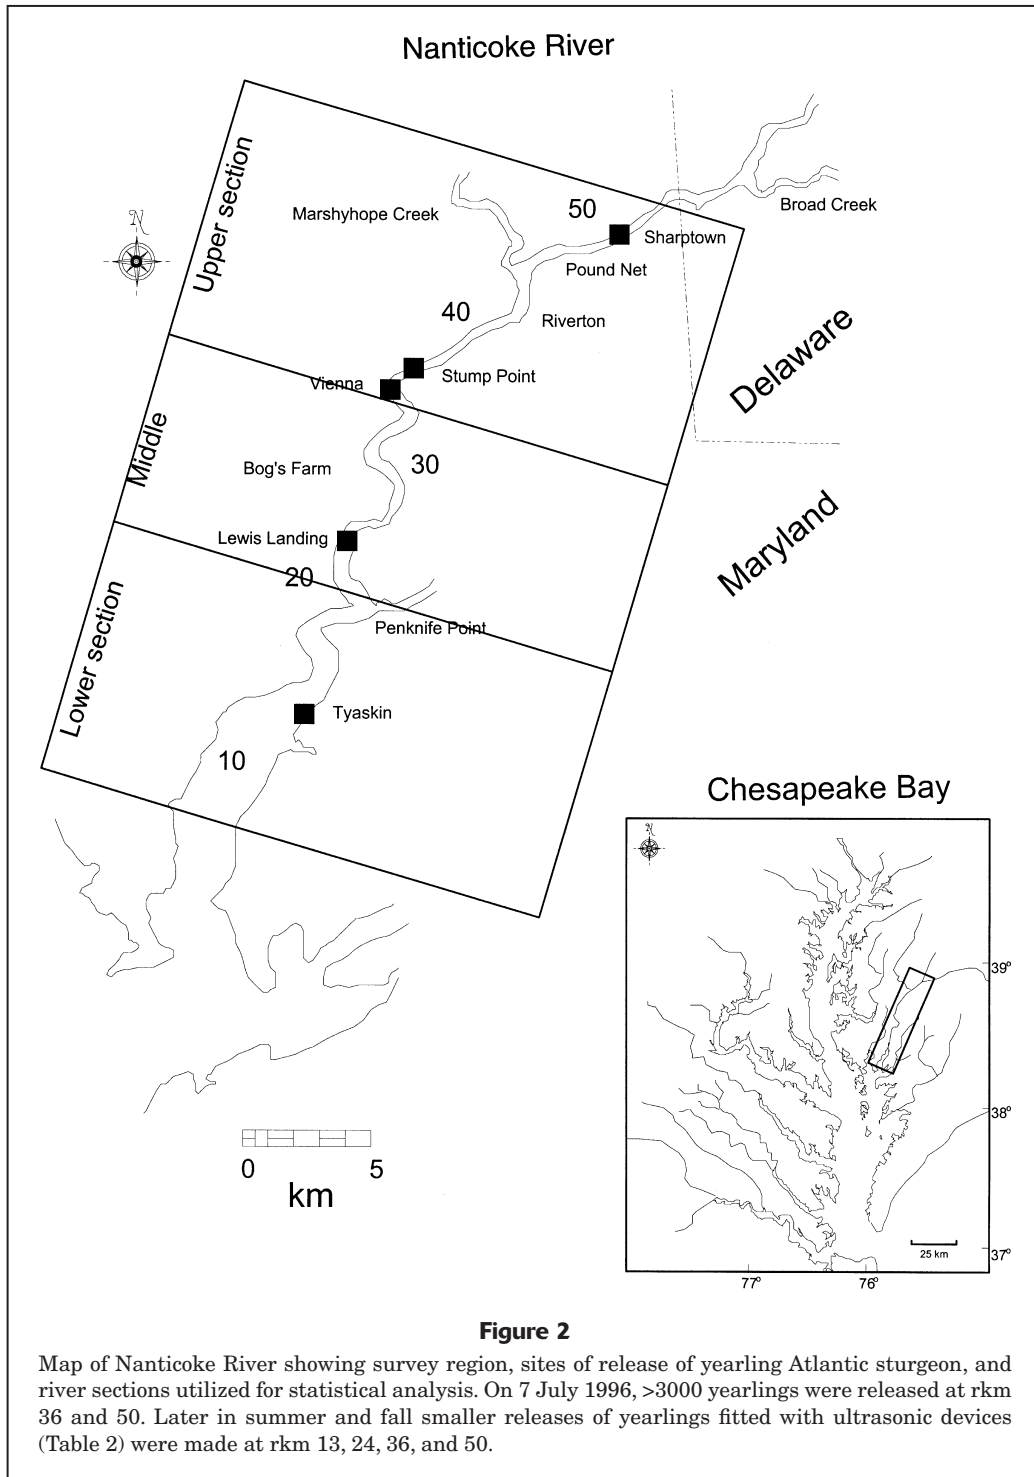 Nanticoke River
Upper section
Marshyhope Creek
50
Broad Creek
N
Sharptown
Pound Net
40
Riverton
Delaware
Vienna
Stump Point
Middle
Bog's Farm
30
Lewis Landing
Maryland
20
Lower section
Penknife Point
Tyaskin
10
Chesapeake Bay
N
39º
38º
0 5
km
25 km
37º
77º 76º
Figure 2
Map of Nanticoke River showing survey region, sites of release of yearling Atlantic sturgeon, and
river sections utilized for statistical analysis. On 7 July 1996, >3000 yearlings were released at rkm
36 and 50. Later in summer and fall smaller releases of yearlings fitted with ultrasonic devices
(Table 2) were made at rkm 13, 24, 36, and 50.